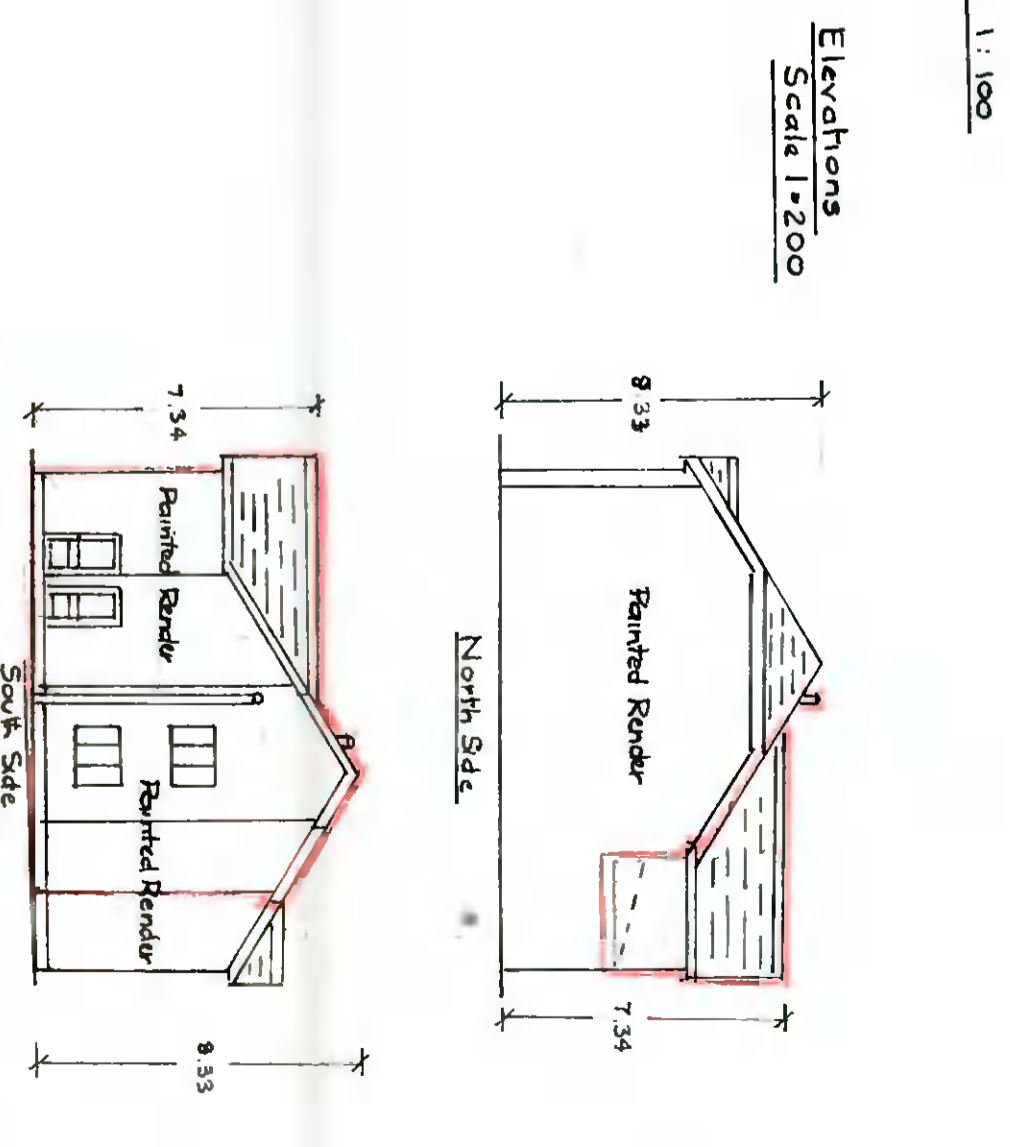 1:100
Elevations
Scale 1=200
8.33
Painted Render
7.34
North Side
7.34
Painted Render
Painted Render
8.33
South Side